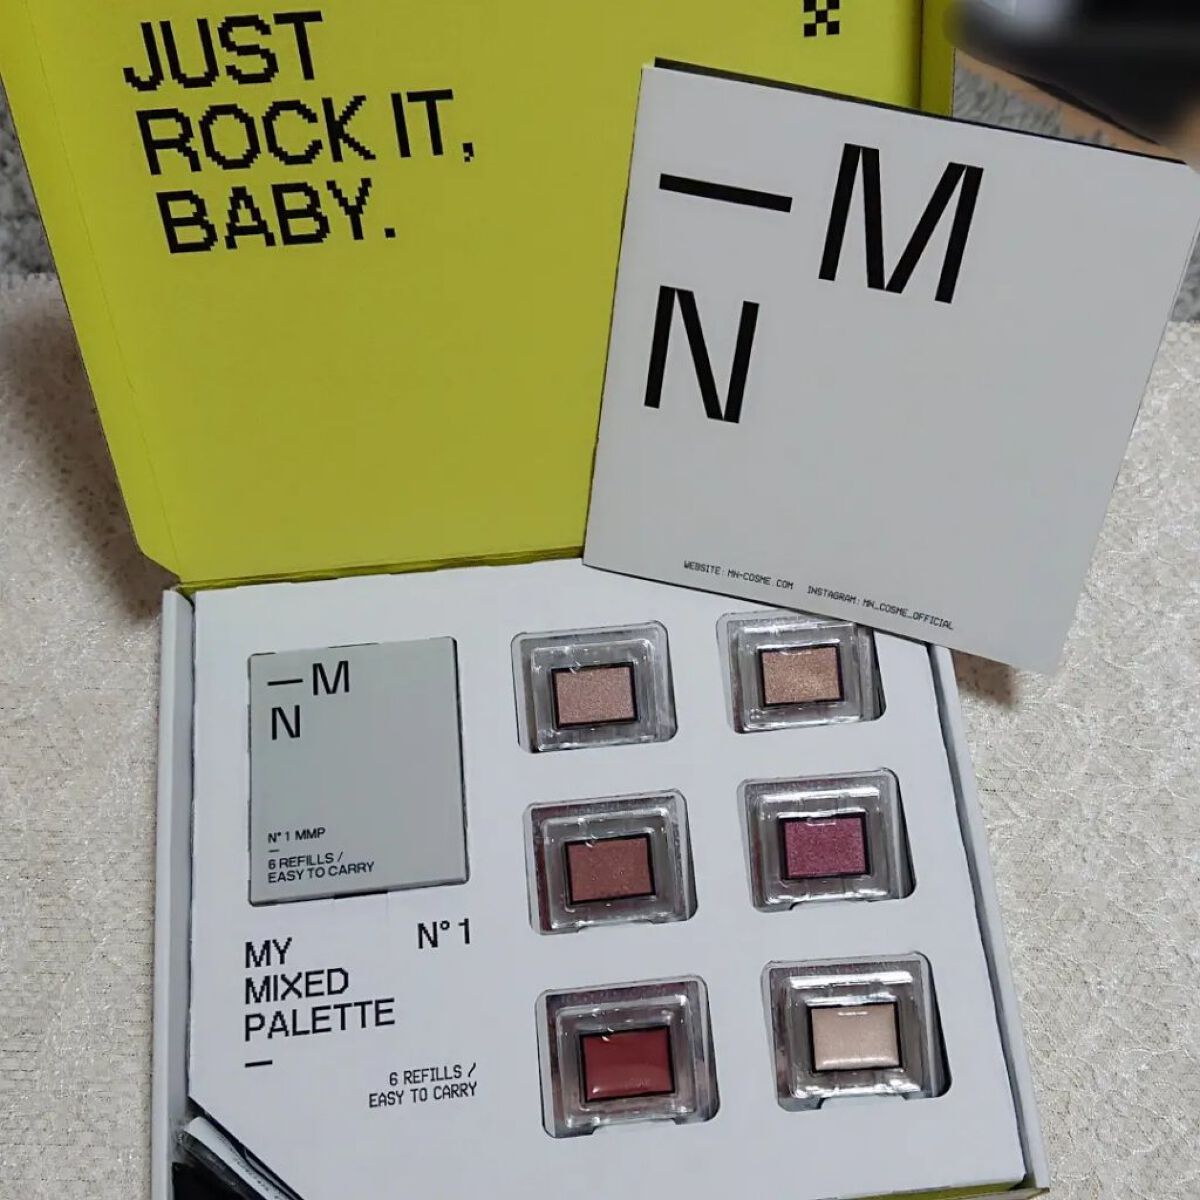 JUST
ROCK IT,
BABY.
—M
N
WEBSITE: MN-COSME.COM INSTAGRAM: MN_COSME_OFFICIAL
—M
N
N°1 MMP
—
6 REFILLS /
EASY TO CARRY
N°1
MY
MIXED
PALETTE
—
6 REFILLS /
EASY TO CARRY